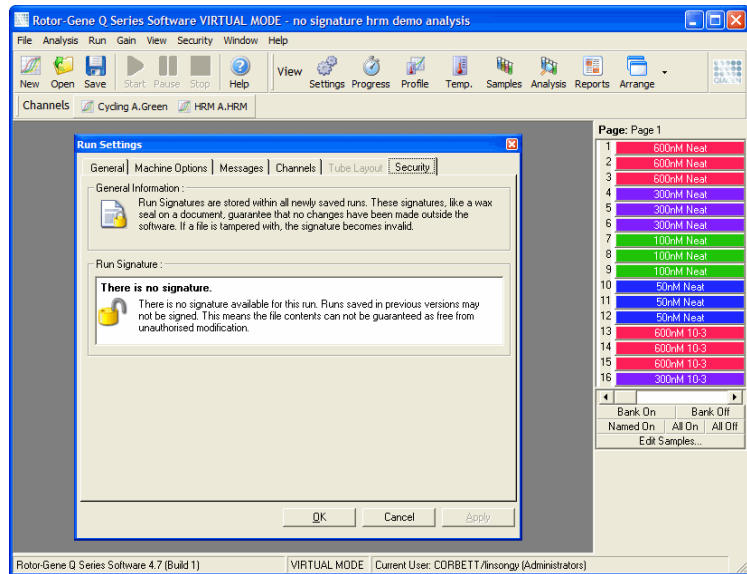 Rotor-Gene Q Series Software VIRTUAL MODE - no signature hrm demo analysis
File Analysis Run Gain View Security Window Help
New Open Save Start Pause Stop Help View Settings Progress Profile Temp. Samples Analysis Reports Arrange
QIAGEN
Channels Cycling A.Green HRM A.HRM
Page: Page 1
Run Settings
General Machine Options Messages Channels Tube Layout Security
General Information :
Run Signatures are stored within all newly saved runs. These signatures, like a wax
seal on a document, guarantee that no changes have been made outside the
software. If a file is tampered with, the signature becomes invalid.
Run Signature :
There is no signature.
There is no signature available for this run. Runs saved in previous versions may
not be signed. This means the file contents can not be guaranteed as free from
unauthorised modification.
OK Cancel Apply
1 600nM Neat
2 600nM Neat
3 600nM Neat
4 300nM Neat
5 300nM Neat
6 300nM Neat
7 100nM Neat
8 100nM Neat
9 100nM Neat
10 50nM Neat
11 50nM Neat
12 50nM Neat
13 600nM 10-3
14 600nM 10-3
15 600nM 10-3
16 300nM 10-3
Bank On Bank Off
Named On All On All Off
Edit Samples...
Rotor-Gene Q Series Software 4.7 (Build 1) VIRTUAL MODE Current User: CORBETT/linsongy (Administrators)